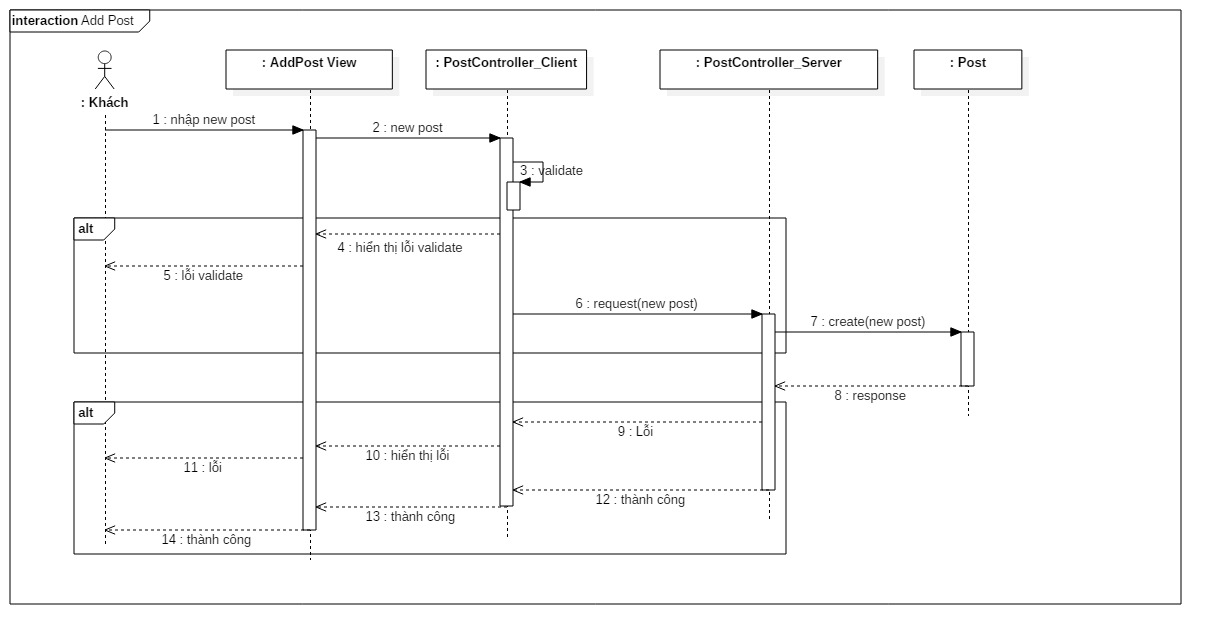 interaction Add Post
: Khách
: AddPost View
: PostController_Client
: PostController_Server
: Post
1 : nhập new post
2 : new post
3 : validate
alt
4 : hiển thị lỗi validate
5 : lỗi validate
6 : request(new post)
7 : create(new post)
8 : response
alt
9 : Lỗi
10 : hiển thị lỗi
11 : lỗi
12 : thành công
13 : thành công
14 : thành công